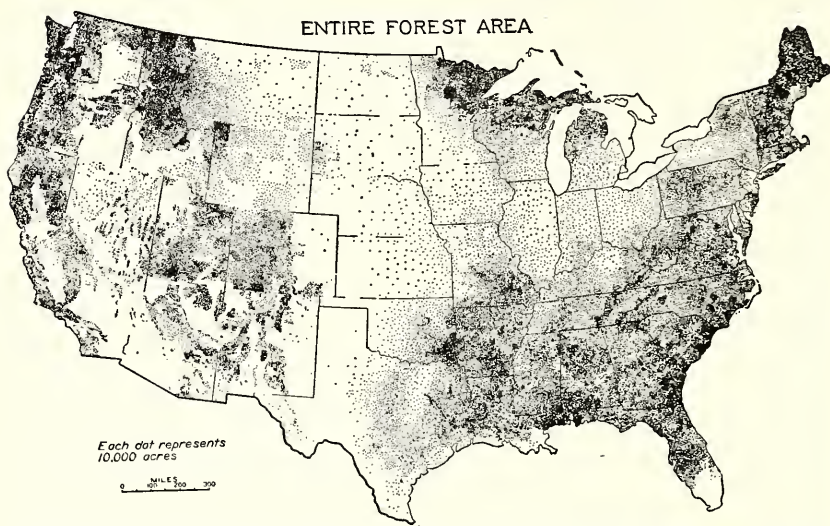 ENTIRE FOREST AREA
Each dot represents
10,000 acres
MILES
0 100 200 300